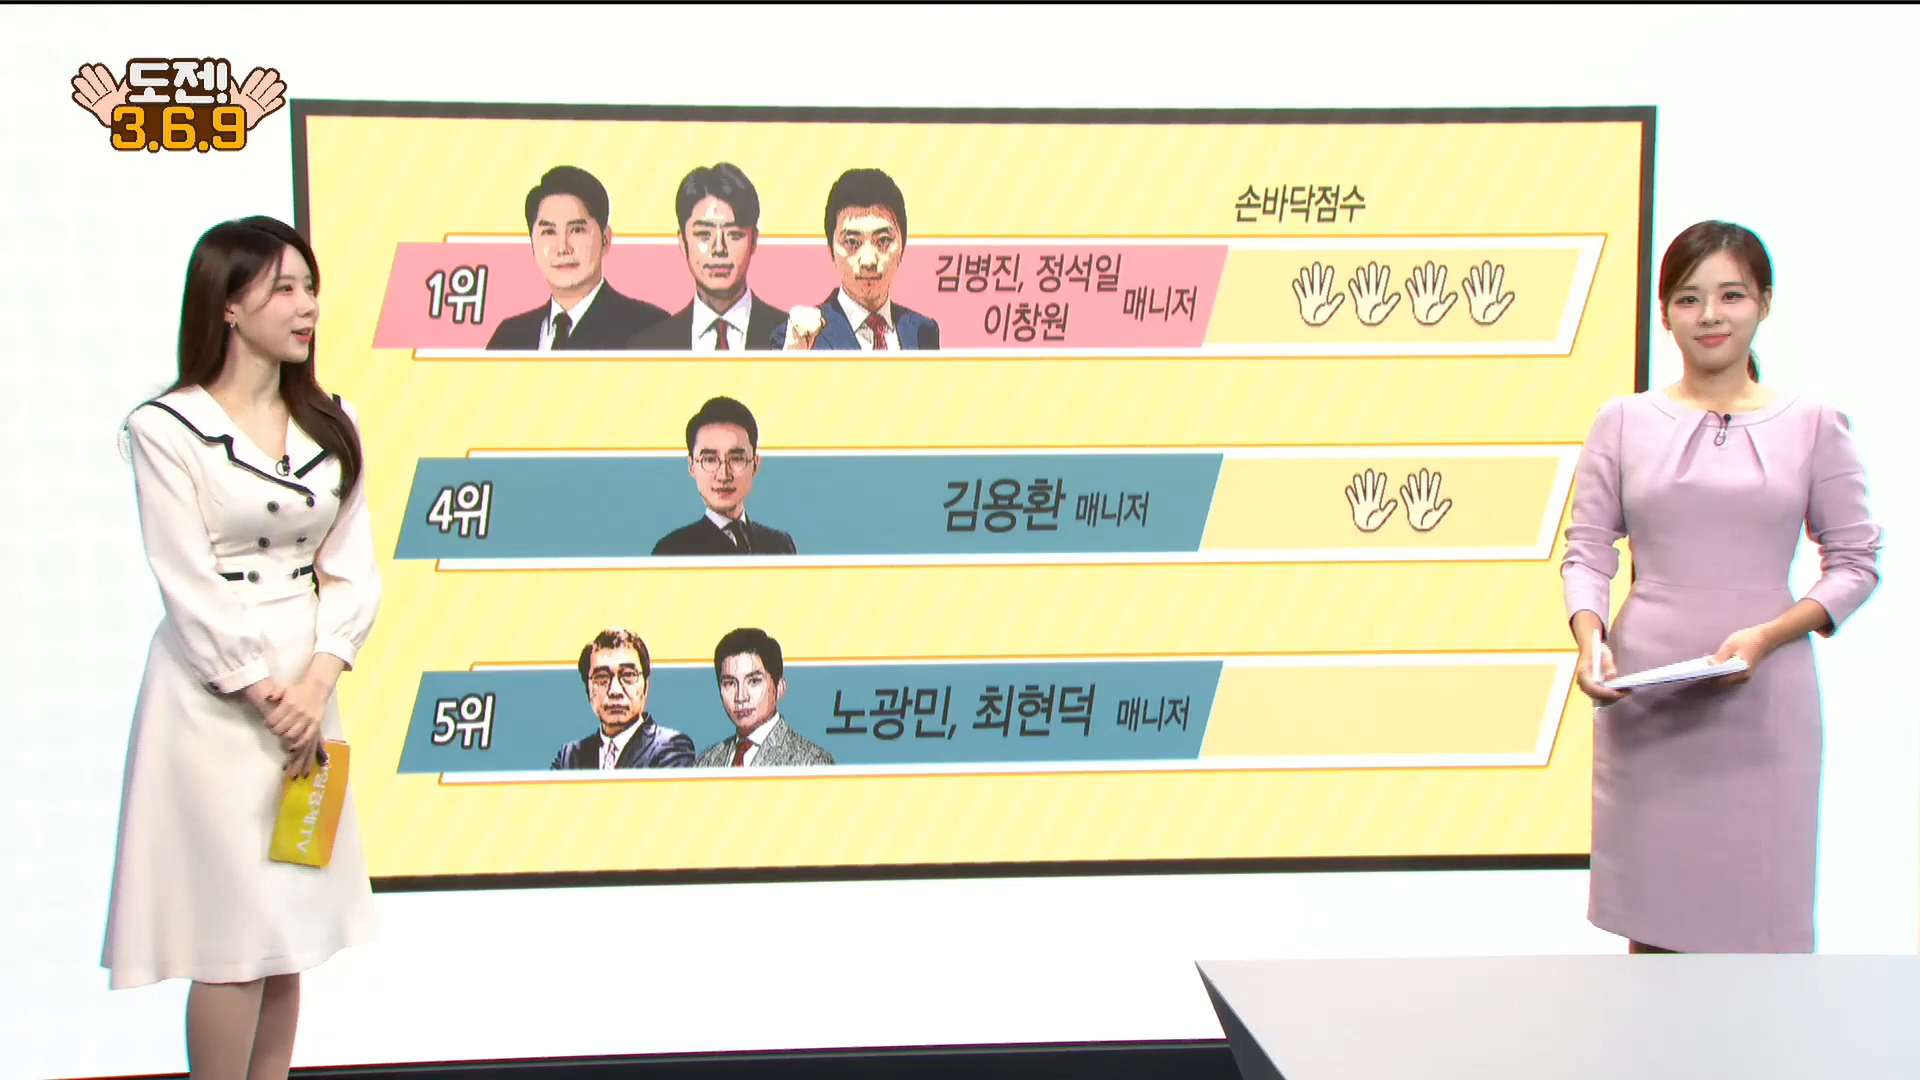 도전!
3.6.9
손바닥점수
1위
김병진, 정석일
이창원
매니저
4위
김용환 매니저
5위
노광민, 최현덕 매니저